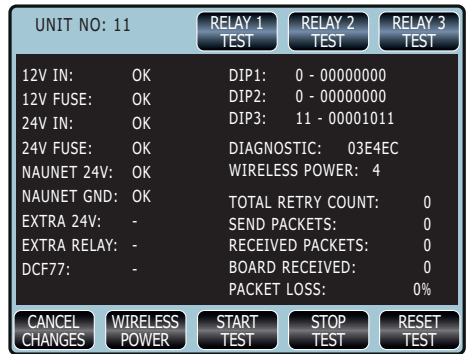 UNIT NO: 11
RELAY 1
TEST
RELAY 2
TEST
RELAY 3
TEST
12V IN: OK
12V FUSE: OK
24V IN: OK
24V FUSE: OK
NAUNET 24V: OK
NAUNET GND: OK
EXTRA 24V: -
EXTRA RELAY: -
DCF77: -
DIP1: 0 - 00000000
DIP2: 0 - 00000000
DIP3: 11 - 00001011
DIAGNOSTIC: 03E4EC
WIRELESS POWER: 4
TOTAL RETRY COUNT: 0
SEND PACKETS: 0
RECEIVED PACKETS: 0
BOARD RECEIVED: 0
PACKET LOSS: 0%
CANCEL
CHANGES
WIRELESS
POWER
START
TEST
STOP
TEST
RESET
TEST